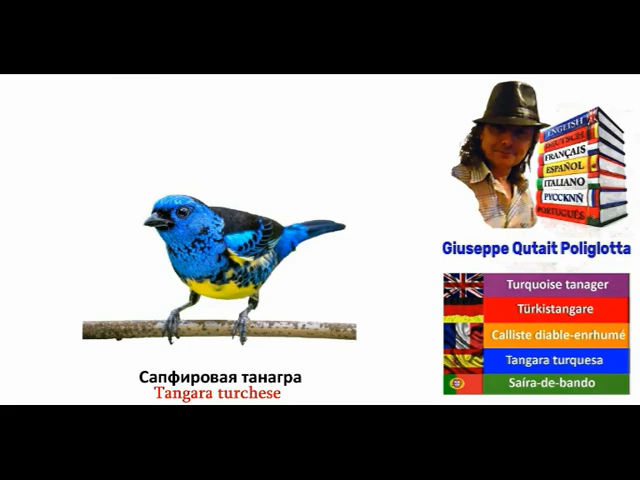 Сапфировая танагра
Tangara turchese
ENGLISH
DEUTSCH
FRANÇAIS
ESPAÑOL
ITALIANO
РУССКNÑ
PORTUGUÊS
Giuseppe Qutait Poliglotta
Turquoise tanager
Türkistangare
Calliste diable-enrhumé
Tangara turquesa
Saíra-de-bando